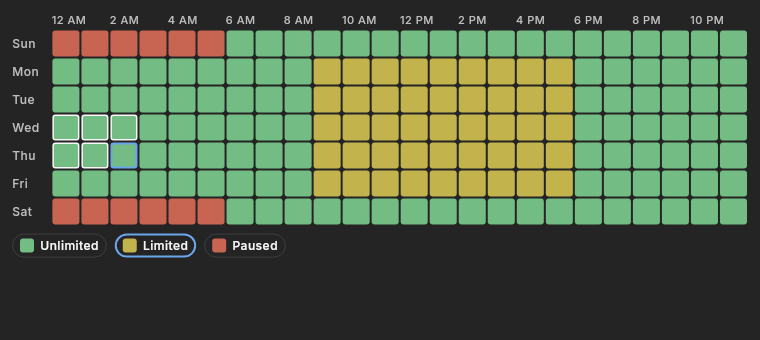 12 AM 2 AM 4 AM 6 AM 8 AM 10 AM 12 PM 2 PM 4 PM 6 PM 8 PM 10 PM
Sun
Mon
Tue
Wed
Thu
Fri
Sat
Unlimited Limited Paused